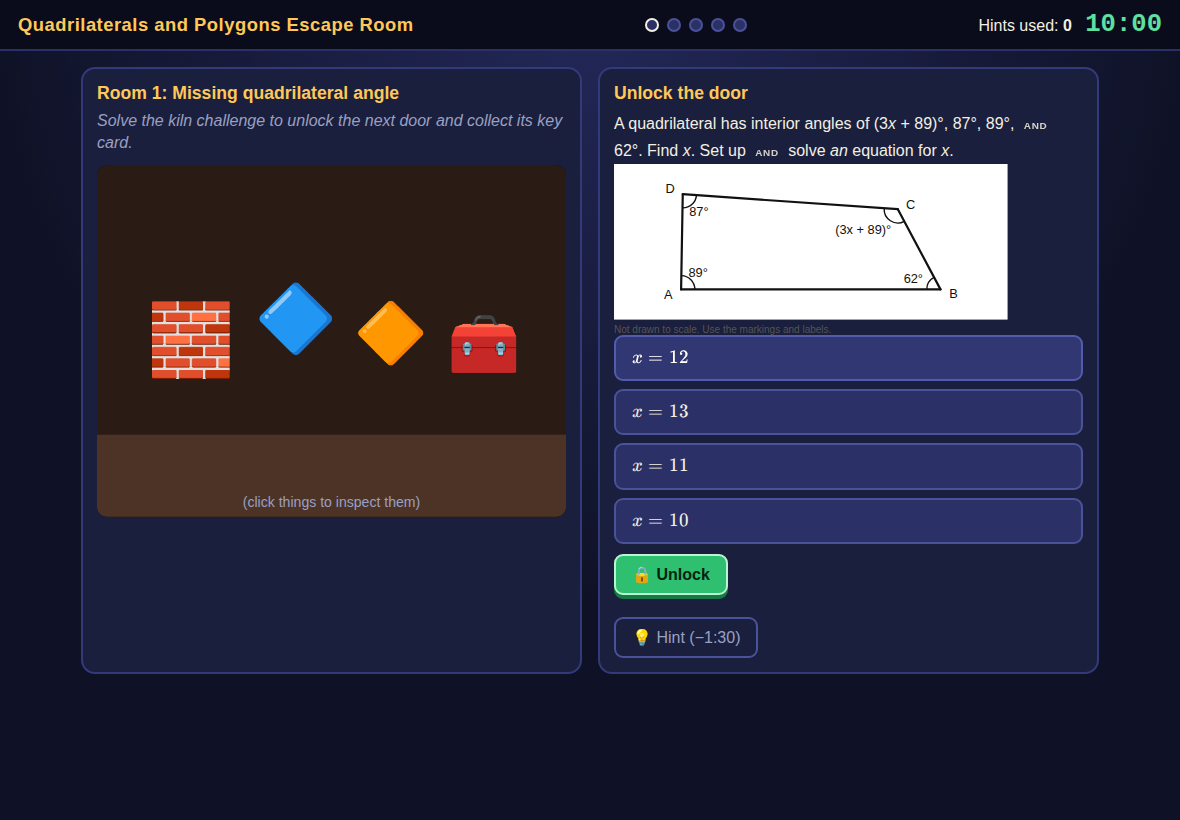 Quadrilaterals and Polygons Escape Room
Hints used: 0 10:00
Room 1: Missing quadrilateral angle
Solve the kiln challenge to unlock the next door and collect its key
card.
(click things to inspect them)
Unlock the door
A quadrilateral has interior angles of (3x + 89)°, 87°, 89°, AND
62°. Find x. Set up AND solve an equation for x.
D
87°
C
(3x + 89)°
89°
62°
A
B
Not drawn to scale. Use the markings and labels.
x = 12
x = 13
x = 11
x = 10
🔒 Unlock
💡 Hint (−1:30)